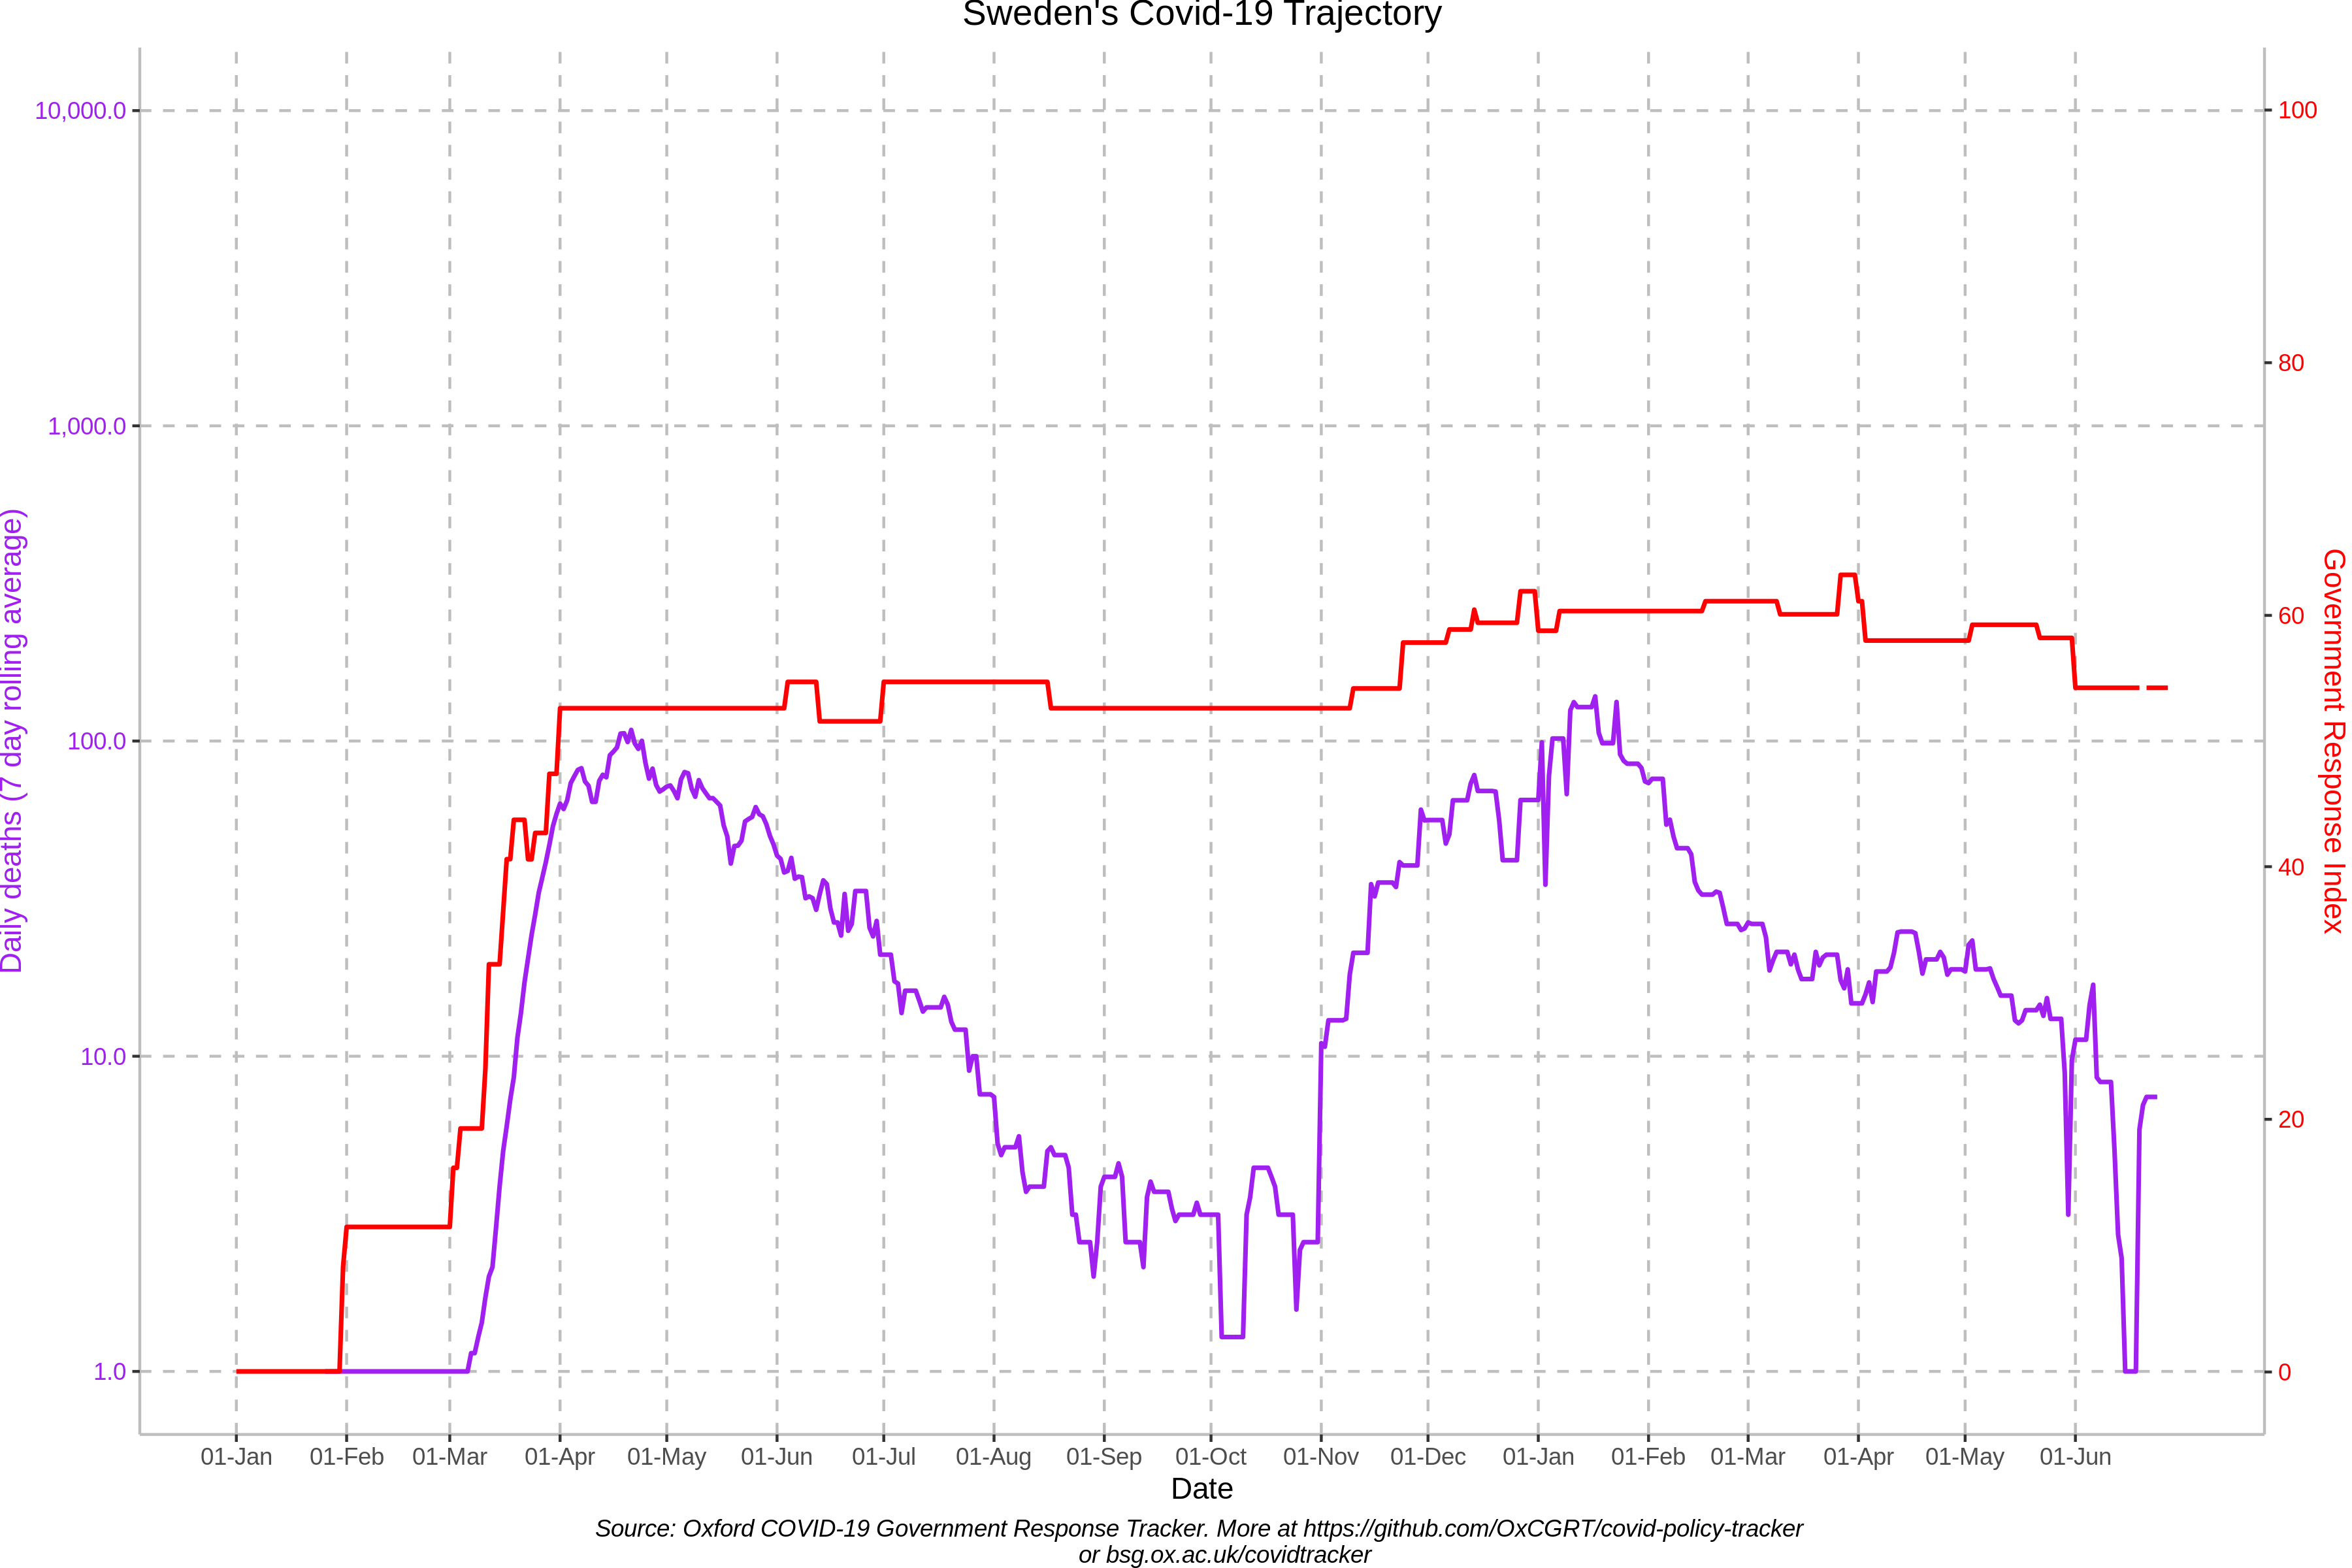 Sweden's Covid-19 Trajectory
10,000.0
1,000.0
100.0
10.0
1.0
100
80
60
40
20
0
Daily deaths (7 day rolling average)
Government Response Index
01-Jan 01-Feb 01-Mar 01-Apr 01-May 01-Jun 01-Jul 01-Aug 01-Sep 01-Oct 01-Nov 01-Dec 01-Jan 01-Feb 01-Mar 01-Apr 01-May 01-Jun
Date
Source: Oxford COVID-19 Government Response Tracker. More at https://github.com/OxCGRT/covid-policy-tracker
or bsg.ox.ac.uk/covidtracker